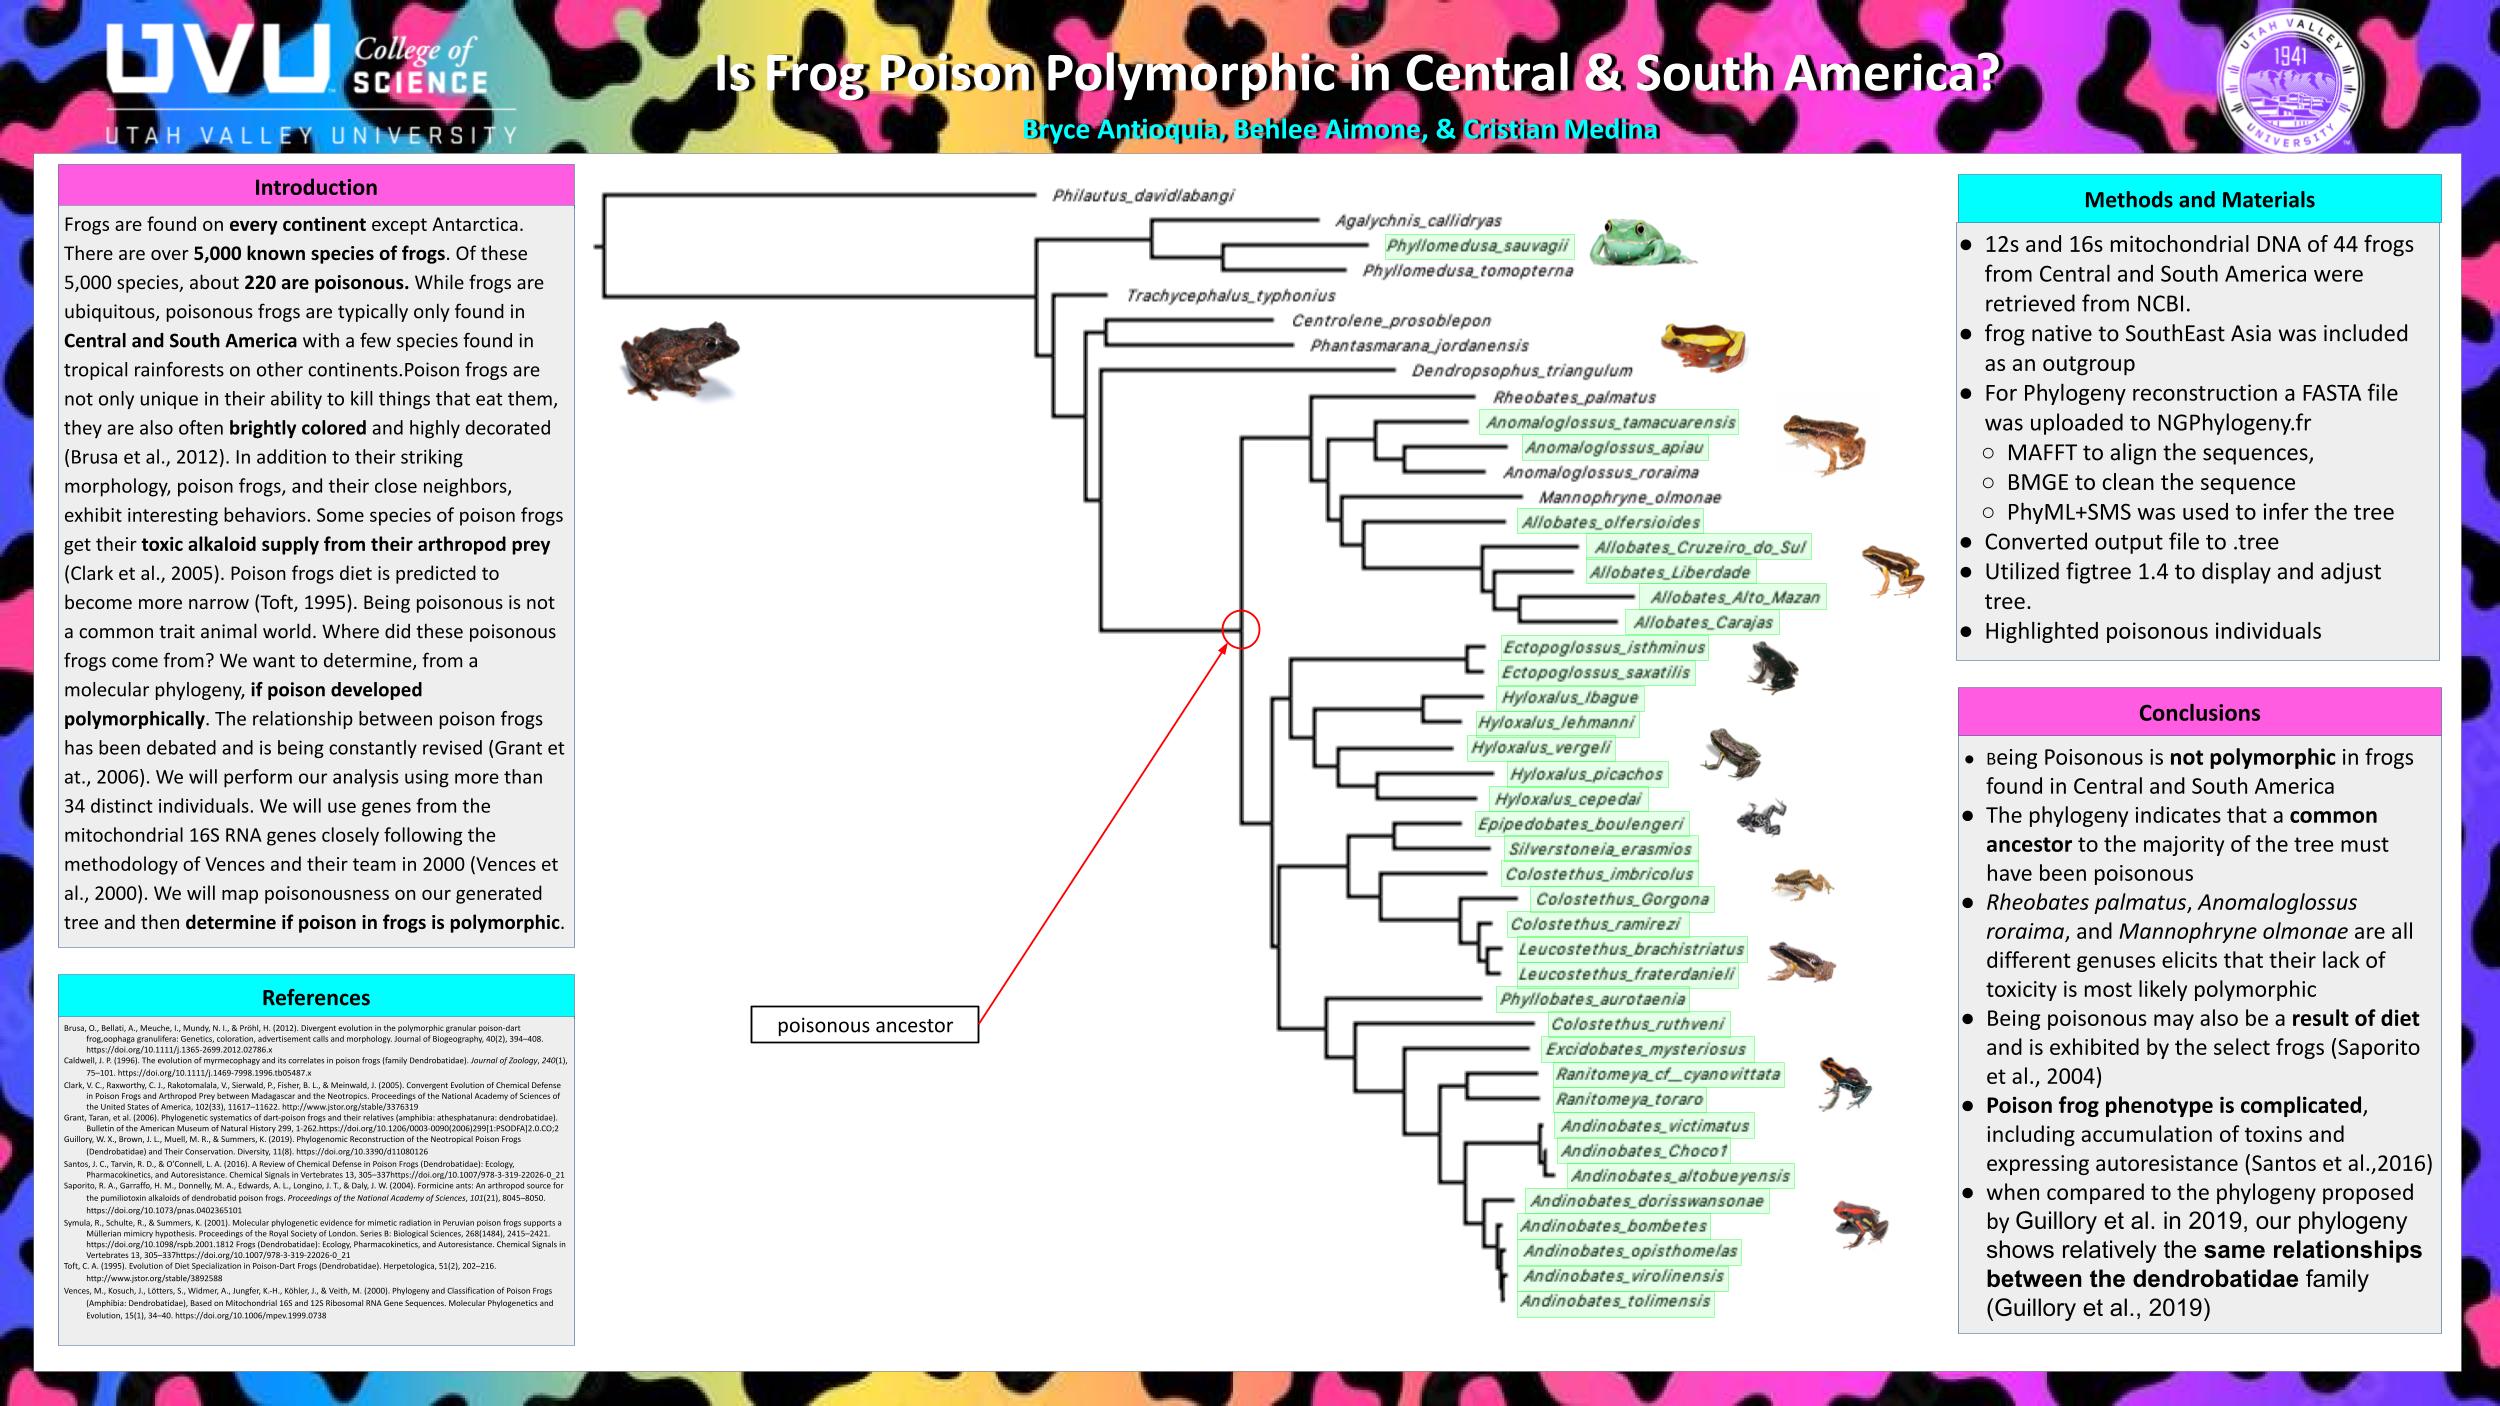 UVU College of
SCIENCE
UTAH VALLEY UNIVERSITY
Is Frog Poison Polymorphic in Central & South America?
Bryce Antioquia, Behlee Aimone, & Cristian Medina
UTAH VALLEY
1941
UNIVERSITY
Introduction
Frogs are found on every continent except Antarctica.
There are over 5,000 known species of frogs. Of these
5,000 species, about 220 are poisonous. While frogs are
ubiquitous, poisonous frogs are typically only found in
Central and South America with a few species found in
tropical rainforests on other continents.Poison frogs are
not only unique in their ability to kill things that eat them,
they are also often brightly colored and highly decorated
(Brusa et al., 2012). In addition to their striking
morphology, poison frogs, and their close neighbors,
exhibit interesting behaviors. Some species of poison frogs
get their toxic alkaloid supply from their arthropod prey
(Clark et al., 2005). Poison frogs diet is predicted to
become more narrow (Toft, 1995). Being poisonous is not
a common trait animal world. Where did these poisonous
frogs come from? We want to determine, from a
molecular phylogeny, if poison developed
polymorphically. The relationship between poison frogs
has been debated and is being constantly revised (Grant et
at., 2006). We will perform our analysis using more than
34 distinct individuals. We will use genes from the
mitochondrial 16S RNA genes closely following the
methodology of Vences and their team in 2000 (Vences et
al., 2000). We will map poisonousness on our generated
tree and then determine if poison in frogs is polymorphic.
References
Brusa, O., Bellati, A., Meuche, I., Mundy, N. I., & Pröhl, H. (2012). Divergent evolution in the polymorphic granular poison-dart
frog,oophaga granulifera: Genetics, coloration, advertisement calls and morphology. Journal of Biogeography, 40(2), 394–408.
https://doi.org/10.1111/j.1365-2699.2012.02786.x
Caldwell, J. P. (1996). The evolution of myrmecophagy and its correlates in poison frogs (family Dendrobatidae). Journal of Zoology, 240(1),
75–101. https://doi.org/10.1111/j.1469-7998.1996.tb05487.x
Clark, V. C., Raxworthy, C. J., Rakotomalala, V., Sierwald, P., Fisher, B. L., & Meinwald, J. (2005). Convergent Evolution of Chemical Defense
in Poison Frogs and Arthropod Prey between Madagascar and the Neotropics. Proceedings of the National Academy of Sciences of
the United States of America, 102(33), 11617–11622. http://www.jstor.org/stable/3376319
Grant, Taran, et al. (2006). Phylogenetic systematics of dart-poison frogs and their relatives (amphibia: athesphatanura: dendrobatidae).
Bulletin of the American Museum of Natural History 299, 1-262.https://doi.org/10.1206/0003-0090(2006)299[1:PSODFA]2.0.CO;2
Guillory, W. X., Brown, J. L., Muell, M. R., & Summers, K. (2019). Phylogenomic Reconstruction of the Neotropical Poison Frogs
(Dendrobatidae) and Their Conservation. Diversity, 11(8). https://doi.org/10.3390/d11080126
Santos, J. C., Tarvin, R. D., & O’Connell, L. A. (2016). A Review of Chemical Defense in Poison Frogs (Dendrobatidae): Ecology,
Pharmacokinetics, and Autoresistance. Chemical Signals in Vertebrates 13, 305–337https://doi.org/10.1007/978-3-319-22026-0_21
Saporito, R. A., Garraffo, H. M., Donnelly, M. A., Edwards, A. L., Longino, J. T., & Daly, J. W. (2004). Formicine ants: An arthropod source for
the pumiliotoxin alkaloids of dendrobatid poison frogs. Proceedings of the National Academy of Sciences, 101(21), 8045–8050.
https://doi.org/10.1073/pnas.0402365101
Symula, R., Schulte, R., & Summers, K. (2001). Molecular phylogenetic evidence for mimetic radiation in Peruvian poison frogs supports a
Müllerian mimicry hypothesis. Proceedings of the Royal Society of London. Series B: Biological Sciences, 268(1484), 2415–2421.
https://doi.org/10.1098/rspb.2001.1812 Frogs (Dendrobatidae): Ecology, Pharmacokinetics, and Autoresistance. Chemical Signals in
Vertebrates 13, 305–337https://doi.org/10.1007/978-3-319-22026-0_21
Toft, C. A. (1995). Evolution of Diet Specialization in Poison-Dart Frogs (Dendrobatidae). Herpetologica, 51(2), 202–216.
http://www.jstor.org/stable/3892588
Vences, M., Kosuch, J., Lötters, S., Widmer, A., Jungfer, K.-H., Köhler, J., & Veith, M. (2000). Phylogeny and Classification of Poison Frogs
(Amphibia: Dendrobatidae), Based on Mitochondrial 16S and 12S Ribosomal RNA Gene Sequences. Molecular Phylogenetics and
Evolution, 15(1), 34–40. https://doi.org/10.1006/mpev.1999.0738
Philautus_davidlabangi
Agalychnis_callidryas
Phyllomedusa_sauvagii
Phyllomedusa_tomopterna
Trachycephalus_typhonius
Centrolene_prosoblepon
Phantasmarana_jordanensis
Dendropsophus_triangulum
Rheobates_palmatus
Anomaloglossus_tamacuarensis
Anomaloglossus_apiau
Anomaloglossus_roraima
Mannophryne_olmonae
Allobates_olfersioides
Allobates_Cruzeiro_do_Sul
Allobates_Liberdade
Allobates_Alto_Mazan
Allobates_Carajas
Ectopoglossus_isthminus
Ectopoglossus_saxatilis
Hyloxalus_Ibague
Hyloxalus_lehmanni
Hyloxalus_vergeli
Hyloxalus_picachos
Hyloxalus_cepedai
Epipedobates_boulengeri
Silverstoneia_erasmios
Colostethus_imbricolus
Colostethus_Gorgona
Colostethus_ramirezi
Leucostethus_brachistriatus
Leucostethus_fraterdanieli
Phyllobates_aurotaenia
Colostethus_ruthveni
Excidobates_mysteriosus
Ranitomeya_cf__cyanovittata
Ranitomeya_toraro
Andinobates_victimatus
Andinobates_Choco1
Andinobates_altobueyensis
Andinobates_dorisswansonae
Andinobates_bombetes
Andinobates_opisthomelas
Andinobates_virolinensis
Andinobates_tolimensis
poisonous ancestor
Methods and Materials
● 12s and 16s mitochondrial DNA of 44 frogs
from Central and South America were
retrieved from NCBI.
● frog native to SouthEast Asia was included
as an outgroup
● For Phylogeny reconstruction a FASTA file
was uploaded to NGPhylogeny.fr
○ MAFFT to align the sequences,
○ BMGE to clean the sequence
○ PhyML+SMS was used to infer the tree
● Converted output file to .tree
● Utilized figtree 1.4 to display and adjust
tree.
● Highlighted poisonous individuals
Conclusions
● Being Poisonous is not polymorphic in frogs
found in Central and South America
● The phylogeny indicates that a common
ancestor to the majority of the tree must
have been poisonous
● Rheobates palmatus, Anomaloglossus
roraima, and Mannophryne olmonae are all
different genuses elicits that their lack of
toxicity is most likely polymorphic
● Being poisonous may also be a result of diet
and is exhibited by the select frogs (Saporito
et al., 2004)
● Poison frog phenotype is complicated,
including accumulation of toxins and
expressing autoresistance (Santos et al.,2016)
● when compared to the phylogeny proposed
by Guillory et al. in 2019, our phylogeny
shows relatively the same relationships
between the dendrobatidae family
(Guillory et al., 2019)